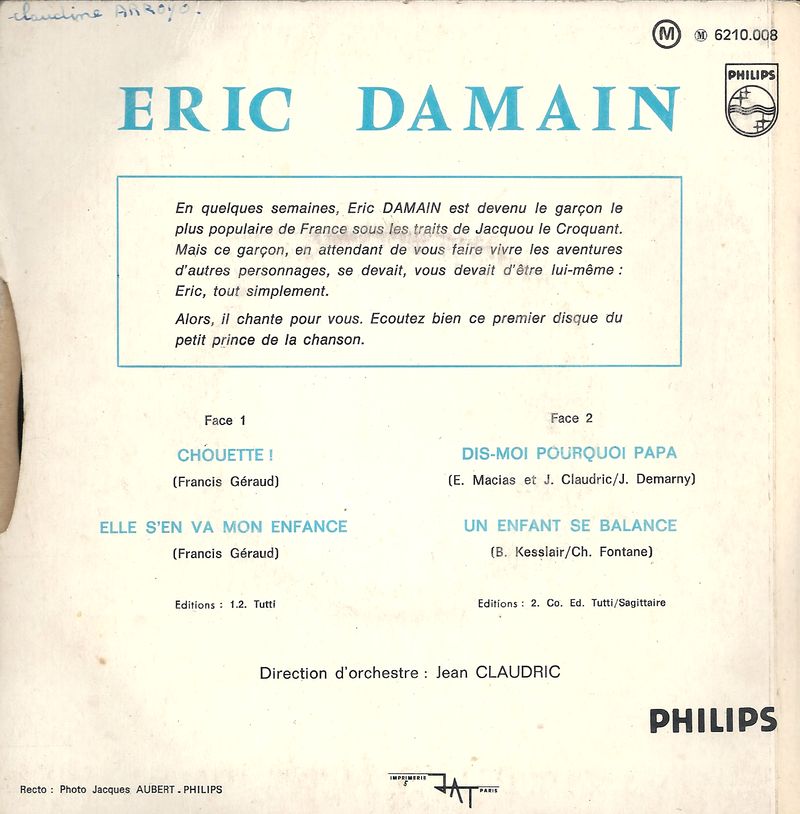 claudine ARROYO.
M M 6210.008
PHILIPS
ERIC DAMAIN
En quelques semaines, Eric DAMAIN est devenu le garçon le
plus populaire de France sous les traits de Jacquou le Croquant.
Mais ce garçon, en attendant de vous faire vivre les aventures
d'autres personnages, se devait, vous devait d'être lui-même :
Eric, tout simplement.
Alors, il chante pour vous. Ecoutez bien ce premier disque du
petit prince de la chanson.
Face 1
CHOUETTE !
(Francis Géraud)
ELLE S'EN VA MON ENFANCE
(Francis Géraud)
Editions : 1.2. Tutti
Face 2
DIS-MOI POURQUOI PAPA
(E. Macias et J. Claudric/J. Demarny)
UN ENFANT SE BALANCE
(B. Kesslair/Ch. Fontane)
Editions : 2. Co. Ed. Tutti/Sagittaire
Direction d'orchestre : Jean CLAUDRIC
PHILIPS
Recto : Photo Jacques AUBERT - PHILIPS
IMPRIMERIE
JAT PARIS